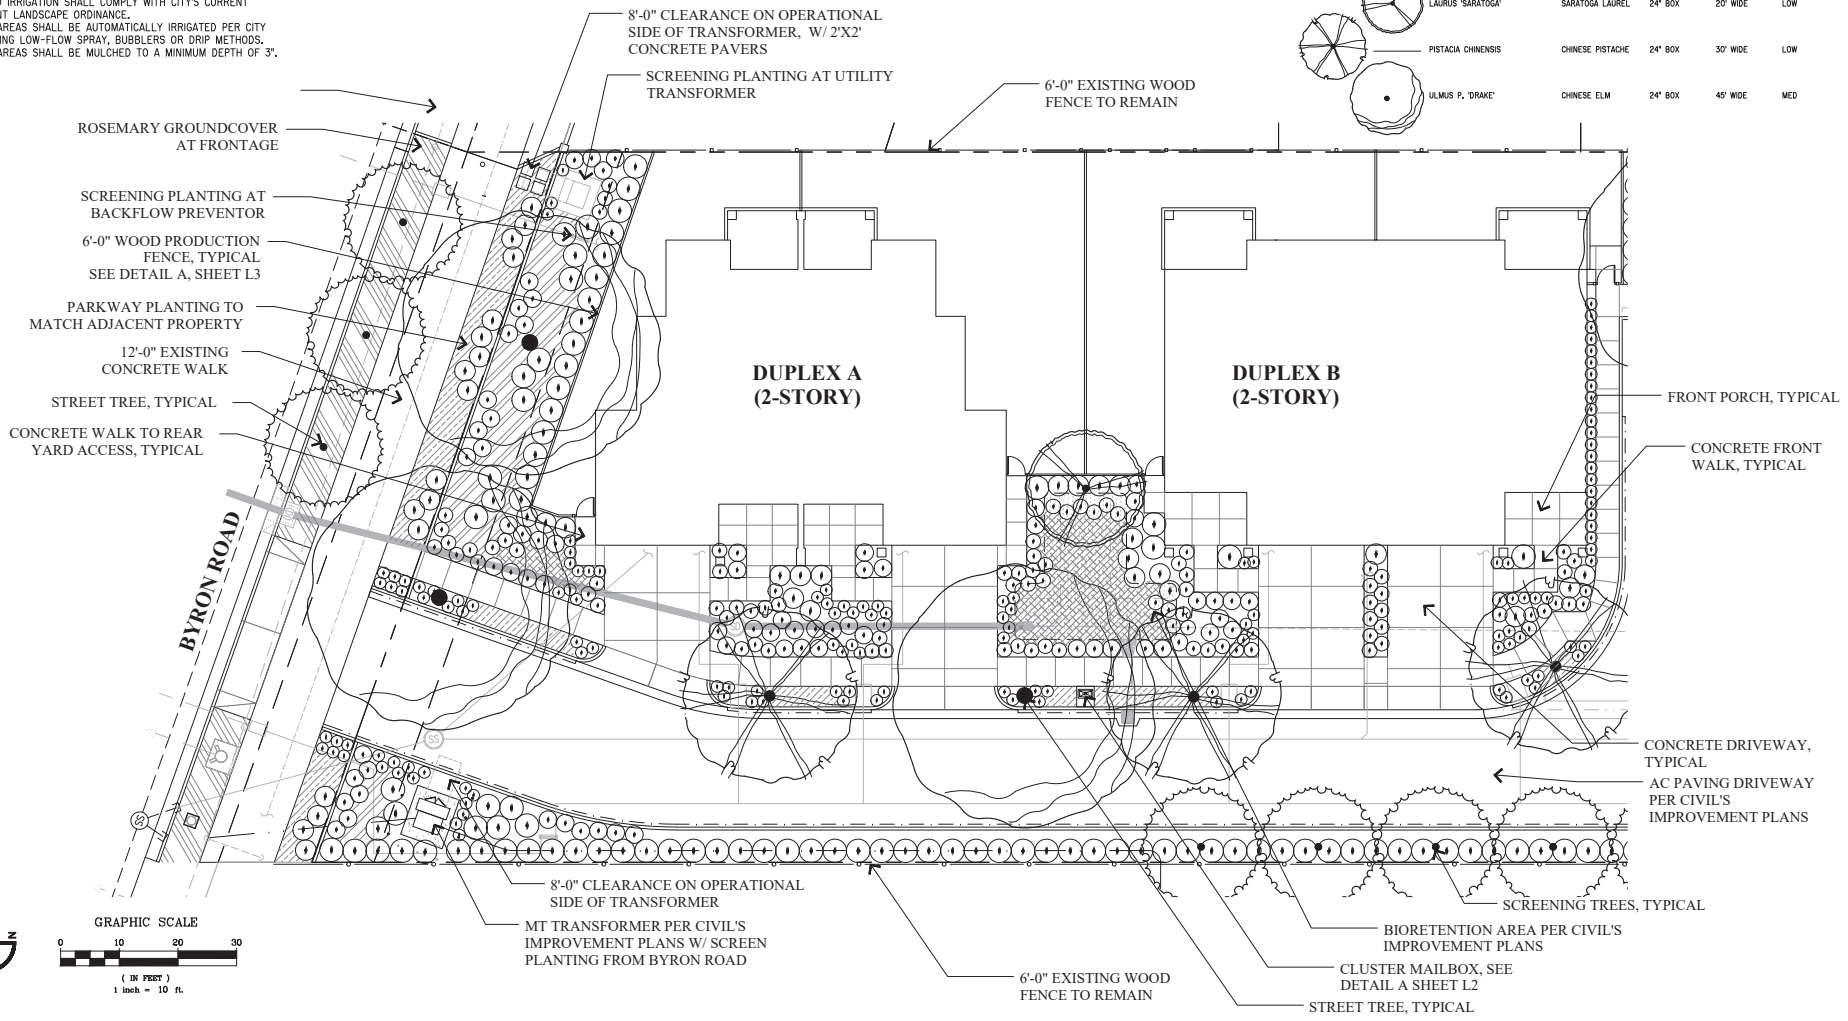 D IRRIGATION SHALL COMPLY WITH CITY'S CURRENT
NT LANDSCAPE ORDINANCE.
AREAS SHALL BE AUTOMATICALLY IRRIGATED PER CITY
ING LOW-FLOW SPRAY, BUBBLERS OR DRIP METHODS.
AREAS SHALL BE MULCHED TO A MINIMUM DEPTH OF 3".
8'-0" CLEARANCE ON OPERATIONAL
SIDE OF TRANSFORMER, W/ 2'X2'
CONCRETE PAVERS
SCREENING PLANTING AT UTILITY
TRANSFORMER
6'-0" EXISTING WOOD
FENCE TO REMAIN
LAURUS 'SARATOGA' SARATOGA LAUREL 24" BOX 20' WIDE LOW
PISTACIA CHINENSIS CHINESE PISTACHE 24" BOX 30' WIDE LOW
ULMUS P. 'DRAKE' CHINESE ELM 24" BOX 45' WIDE MED
ROSEMARY GROUNDCOVER
AT FRONTAGE
SCREENING PLANTING AT
BACKFLOW PREVENTOR
6'-0" WOOD PRODUCTION
FENCE, TYPICAL
SEE DETAIL A, SHEET L3
PARKWAY PLANTING TO
MATCH ADJACENT PROPERTY
12'-0" EXISTING
CONCRETE WALK
STREET TREE, TYPICAL
CONCRETE WALK TO REAR
YARD ACCESS, TYPICAL
BYRON ROAD
DUPLEX A
(2-STORY)
DUPLEX B
(2-STORY)
FRONT PORCH, TYPICAL
CONCRETE FRONT
WALK, TYPICAL
CONCRETE DRIVEWAY,
TYPICAL
AC PAVING DRIVEWAY
PER CIVIL'S
IMPROVEMENT PLANS
SS
SS
8'-0" CLEARANCE ON OPERATIONAL
SIDE OF TRANSFORMER
MT TRANSFORMER PER CIVIL'S
IMPROVEMENT PLANS W/ SCREEN
PLANTING FROM BYRON ROAD
6'-0" EXISTING WOOD
FENCE TO REMAIN
SCREENING TREES, TYPICAL
BIORETENTION AREA PER CIVIL'S
IMPROVEMENT PLANS
CLUSTER MAILBOX, SEE
DETAIL A SHEET L2
STREET TREE, TYPICAL
N
GRAPHIC SCALE
0 10 20 30
( IN FEET )
1 inch = 10 ft.